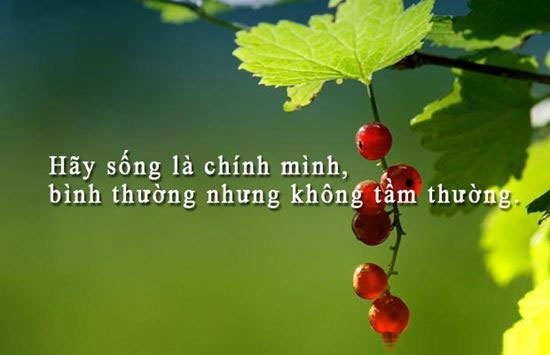 Hãy sống là chính mình,
bình thường nhưng không tầm thường.